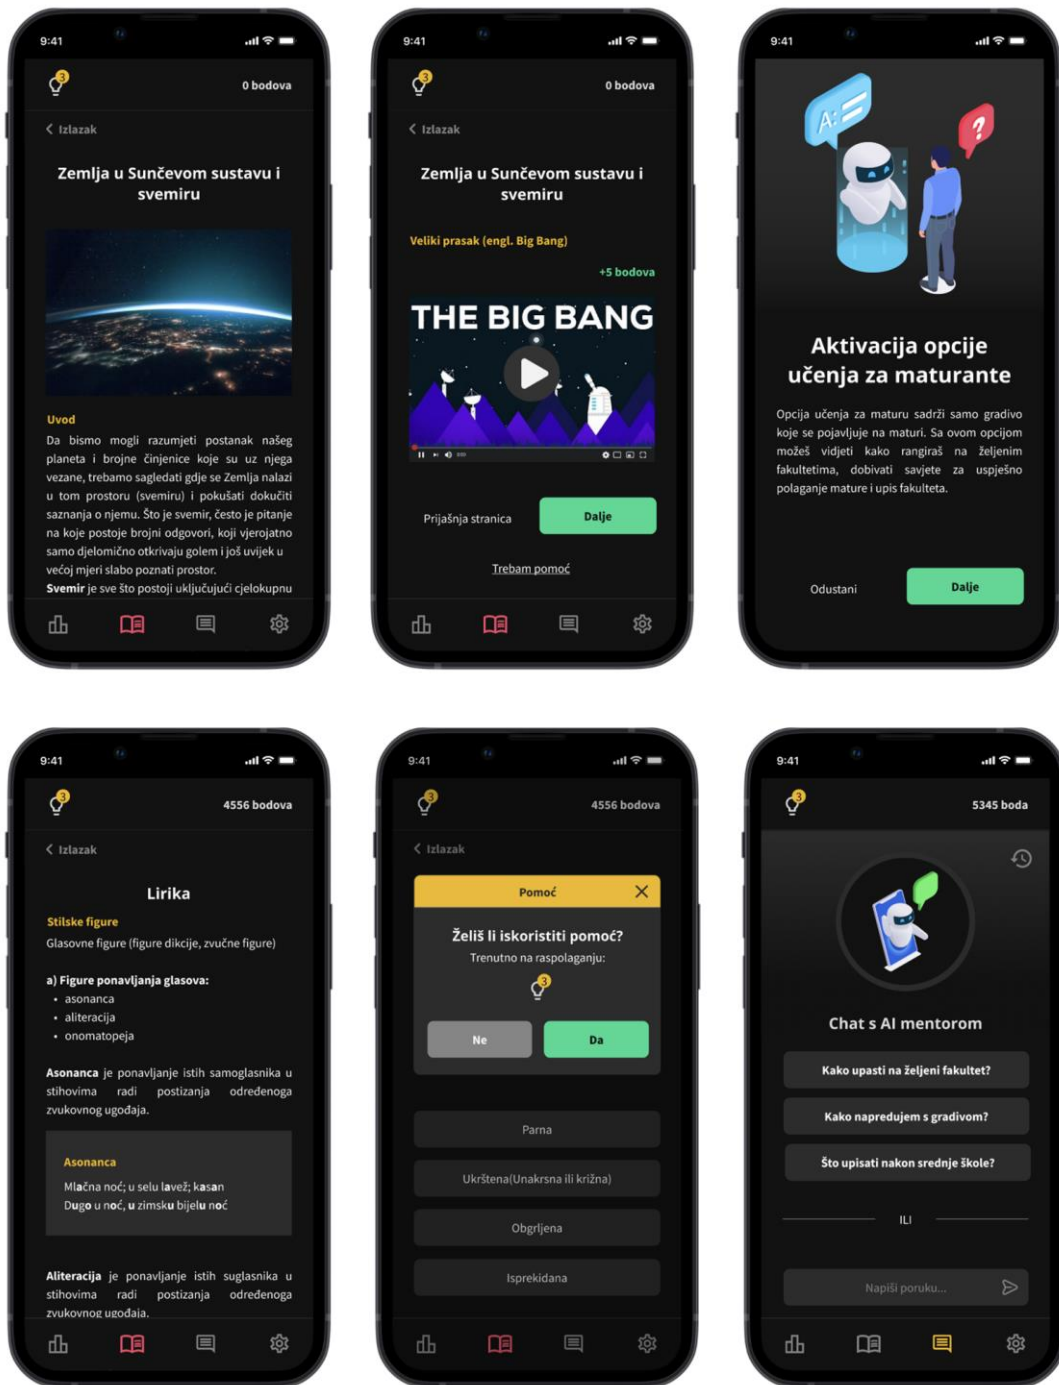 9:41
3
0 bodova
Izlazak
Zemlja u Sunčevom sustavu i
svemiru
Uvod
Da bismo mogli razumjeti postanak našeg
planeta i brojne činjenice koje su uz njega
vezane, trebamo sagledati gdje se Zemlja nalazi
u tom prostoru (svemiru) i pokušati dokučiti
saznanja o njemu. Što je svemir, često je pitanje
na koje postoje brojni odgovori, koji vjerojatno
samo djelomično otkrivaju golem i još uvijek u
većoj mjeri slabo poznati prostor.
Svemir je sve što postoji uključujući cjelokupnu
9:41
3
0 bodova
Izlazak
Zemlja u Sunčevom sustavu i
svemiru
Veliki prasak (engl. Big Bang)
+5 bodova
THE BIG BANG
Prijašnja stranica
Dalje
Trebam pomoć
9:41
A:
?
Aktivacija opcije
učenja za maturante
Opcija učenja za maturu sadrži samo gradivo
koje se pojavljuje na maturi. Sa ovom opcijom
možeš vidjeti kako rangiraš na željenim
fakultetima, dobivati savjete za uspješno
polaganje mature i upis fakulteta.
Odustani
Dalje
9:41
3
4556 bodova
Izlazak
Lirika
Stilske figure
Glasovne figure (figure dikcije, zvučne figure)
a) Figure ponavljanja glasova:
• asonanca
• aliteracija
• onomatopeja
Asonanca je ponavljanje istih samoglasnika u
stihovima radi postizanja određenoga
zvukovnog ugođaja.
Asonanca
Mlačna noć; u selu lavež; kasan
Dugo u noć, u zimsku bijelu noć
Aliteracija je ponavljanje istih suglasnika u
stihovima radi postizanja određenoga
zvukovnog ugođaja.
9:41
3
4556 bodova
Izlazak
Pomoć
Želiš li iskoristiti pomoć?
Trenutno na raspolaganju:
3
Ne
Da
Parna
Ukrštena(Unakrsna ili križna)
Obgrljena
Isprekidana
9:41
3
5345 boda
Chat s AI mentorom
Kako upasti na željeni fakultet?
Kako napredujem s gradivom?
Što upisati nakon srednje škole?
ILI
Napiši poruku...